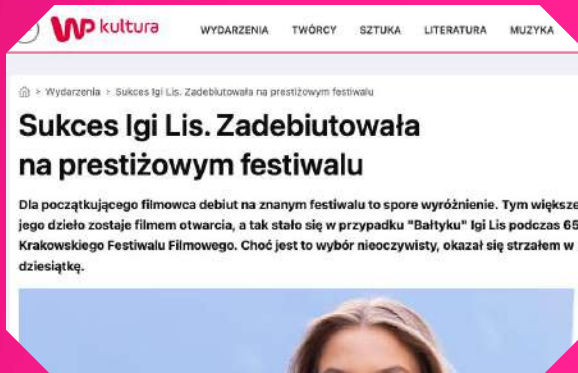 WP kultura WYDARZENIA TWÓRCY SZTUKA LITERATURA MUZYKA
> Wydarzenia > Sukces Igi Lis. Zadebiutowała na prestiżowym festiwalu
Sukces Igi Lis. Zadebiutowała
na prestiżowym festiwalu
Dla początkującego filmowca debiut na znanym festiwalu to spore wyróżnienie. Tym większe
jego dzieło zostaje filmem otwarcia, a tak stało się w przypadku "Bałtyku" Igi Lis podczas 65
Krakowskiego Festiwalu Filmowego. Choć jest to wybór nieoczywisty, okazał się strzałem w
dziesiątkę.